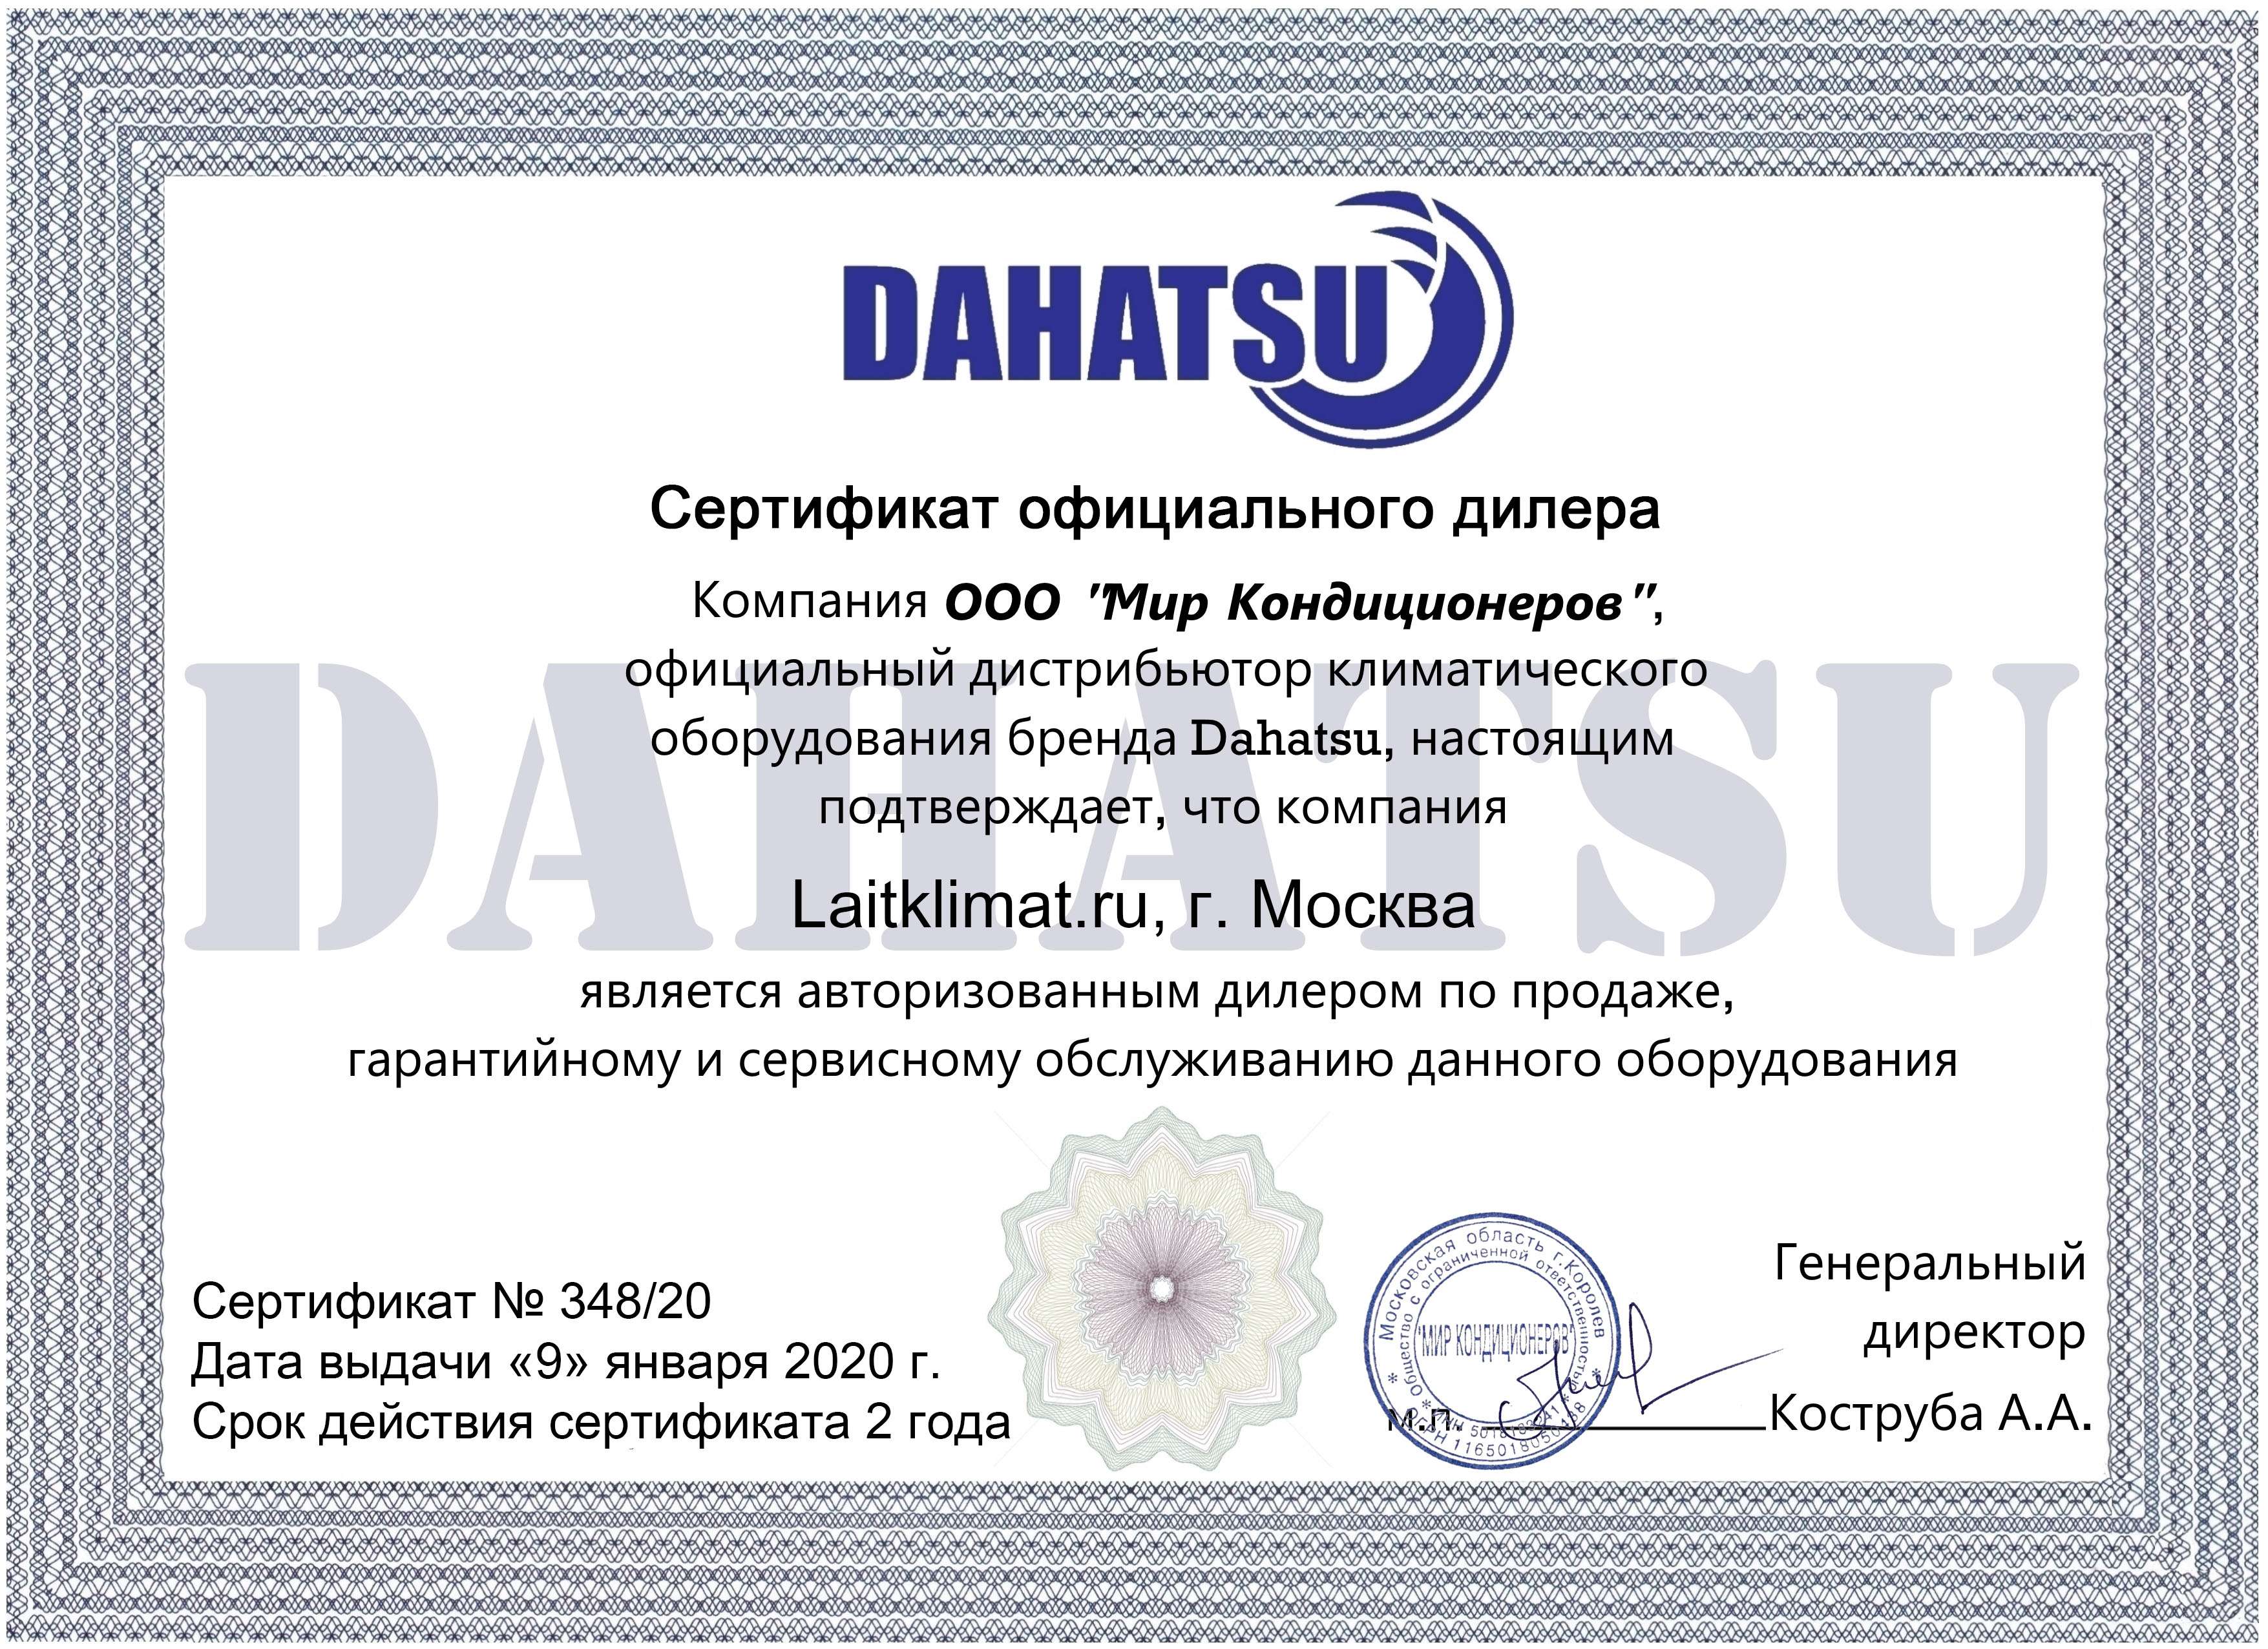 DAHATSU
Сертификат официального дилера
Компания ООО "Мир Кондиционеров",
официальный дистрибьютор климатического
оборудования бренда Dahatsu, настоящим
подтверждает, что компания
DAHATSU
Laitklimat.ru, г. Москва
является авторизованным дилером по продаже,
гарантийному и сервисному обслуживанию данного оборудования
Сертификат № 348/20
Дата выдачи «9» января 2020 г.
Срок действия сертификата 2 года
Московская область г.Королев
Общество с ограниченной ответственностью
"МИР КОНДИЦИОНЕРОВ"
ИНН
ОГРН
м.п.
Генеральный
директор
Коструба А.А.